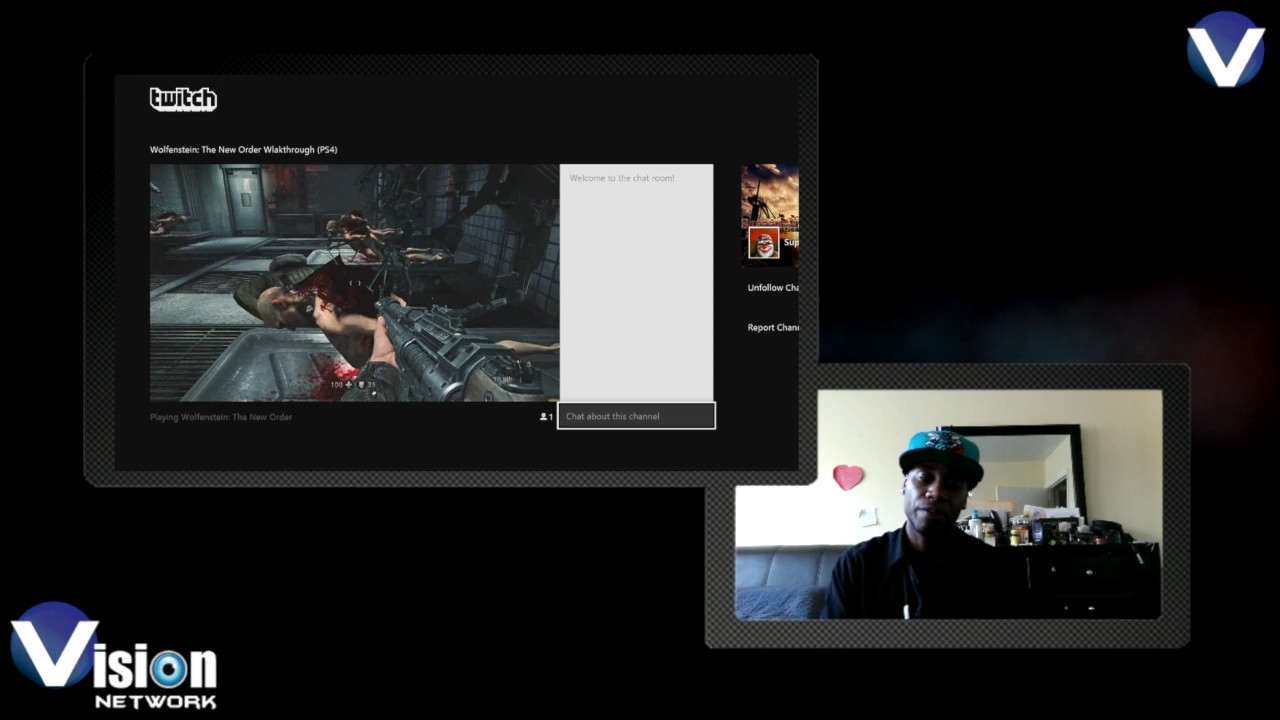 V
twitch
Wolfenstein: The New Order Wlakthrough (PS4)
Welcome to the chat room!
Sup
Unfollow Cha
Report Chann
100 35
Playing Wolfenstein: The New Order
1
Chat about this channel
Vision
NETWORK